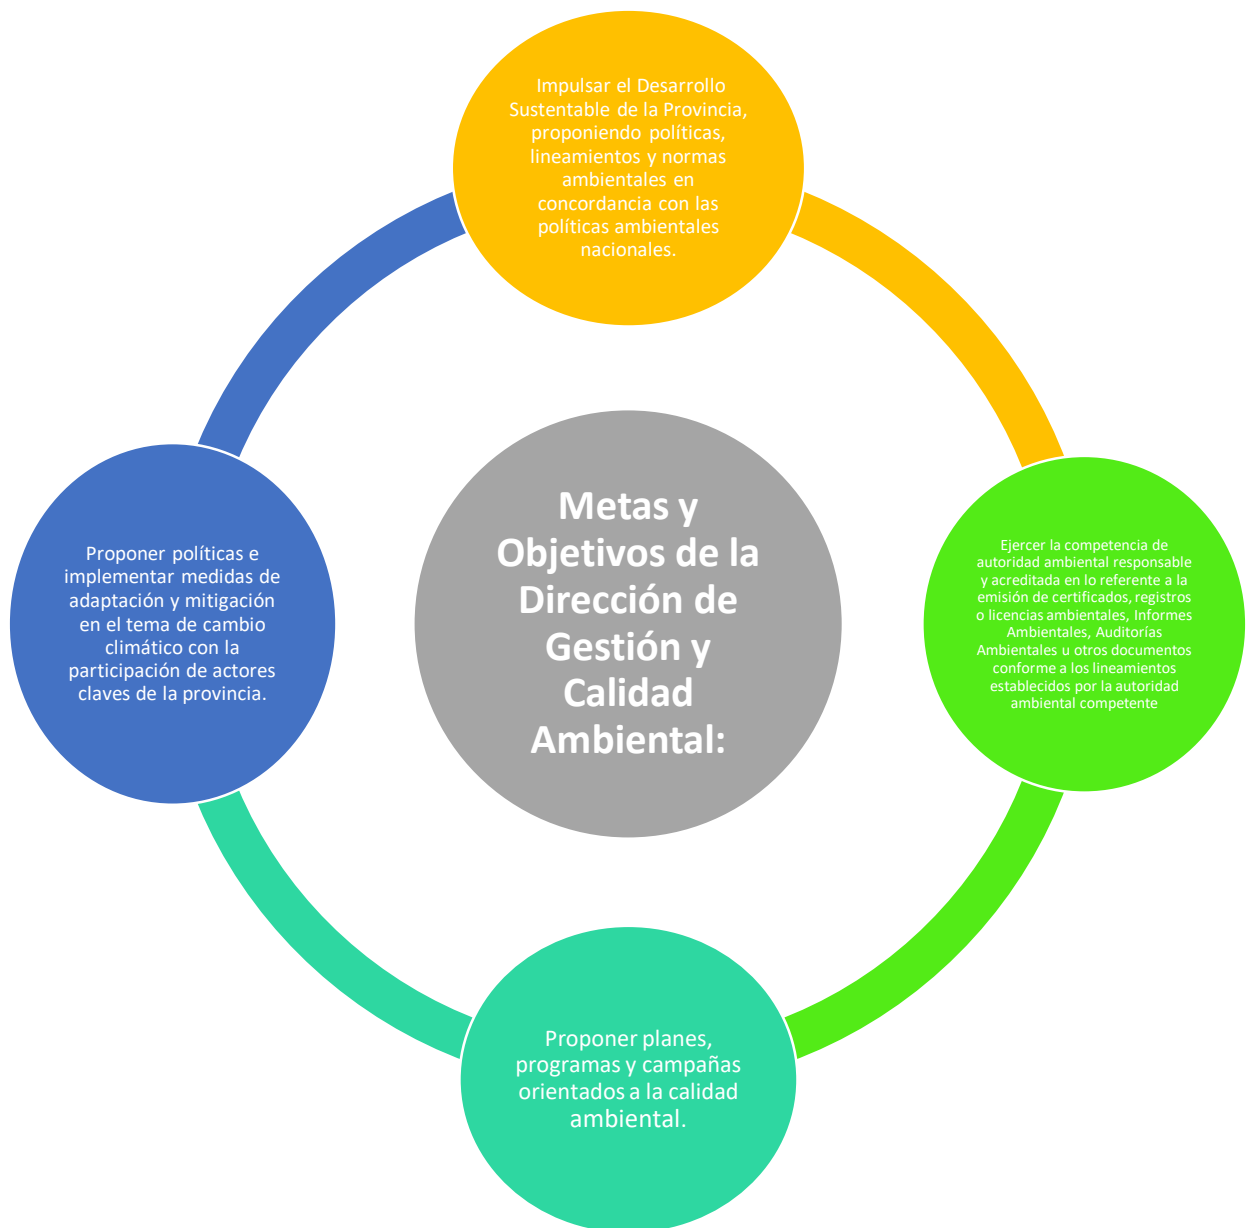 Impulsar el Desarrollo
Sustentable de la Provincia,
proponiendo políticas,
lineamientos y normas
ambientales en
concordancia con las
políticas ambientales
nacionales.
Metas y
Objetivos de la
Dirección de
Gestión y
Calidad
Ambiental:
Ejercer la competencia de
autoridad ambiental responsable
y acreditada en lo referente a la
emisión de certificados, registros
o licencias ambientales, Informes
Ambientales, Auditorías
Ambientales u otros documentos
conforme a los lineamientos
establecidos por la autoridad
ambiental competente
Proponer planes,
programas y campañas
orientados a la calidad
ambiental.
Proponer políticas e
implementar medidas de
adaptación y mitigación
en el tema de cambio
climático con la
participación de actores
claves de la provincia.